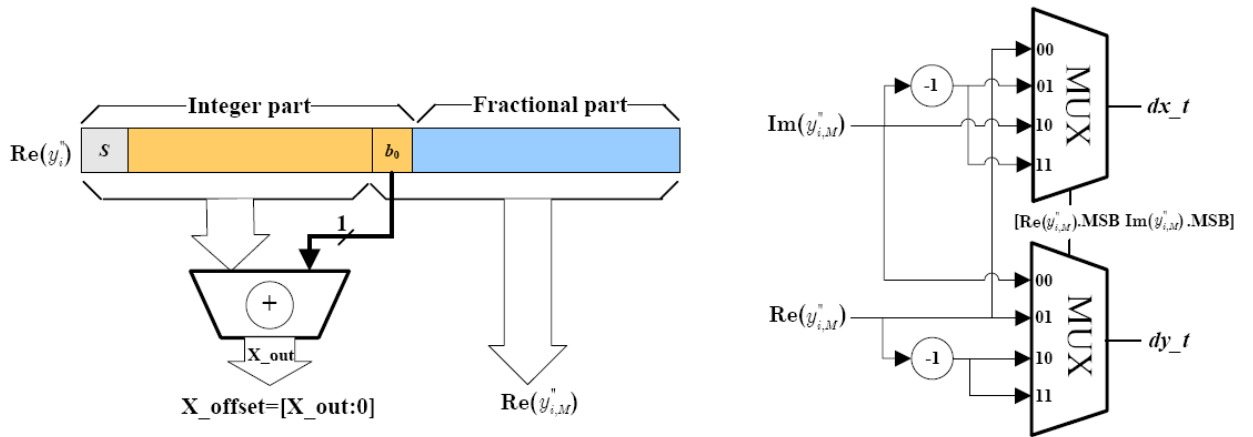 Integer part
Fractional part
Re(y_i'')
S
b₀
1
+
X_out
X_offset=[X_out:0]
Re(y''_{i,M})
Im(y''_{i,M})
Re(y''_{i,M})
-1
-1
00
01
10
11
MUX
dx_t
[Re(y''_{i,M}).MSB Im(y''_{i,M}).MSB]
00
01
10
11
MUX
dy_t